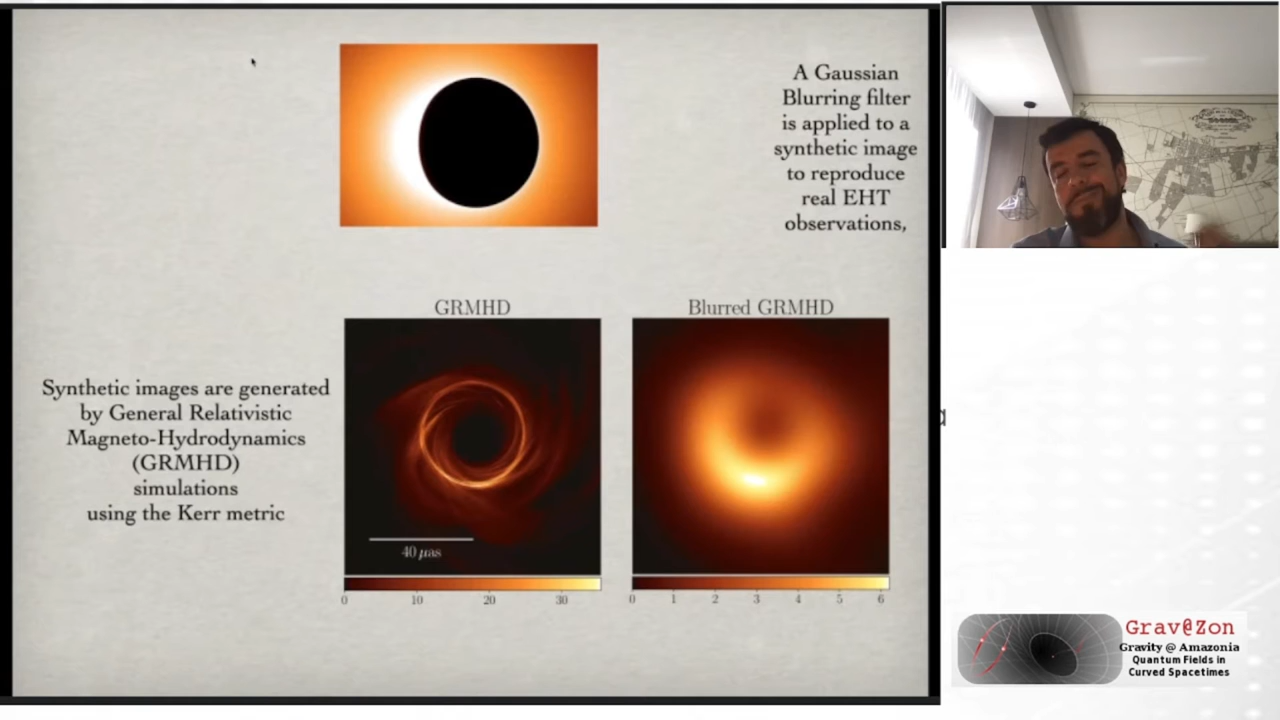 A Gaussian
Blurring filter
is applied to a
synthetic image
to reproduce
real EHT
observations,
GRMHD
Blurred GRMHD
Synthetic images are generated
by General Relativistic
Magneto-Hydrodynamics
(GRMHD)
simulations
using the Kerr metric
40 μas
0 10 20 30
0 1 2 3 4 5 6
Grav@Zon
Gravity @ Amazonia
Quantum Fields in
Curved Spacetimes